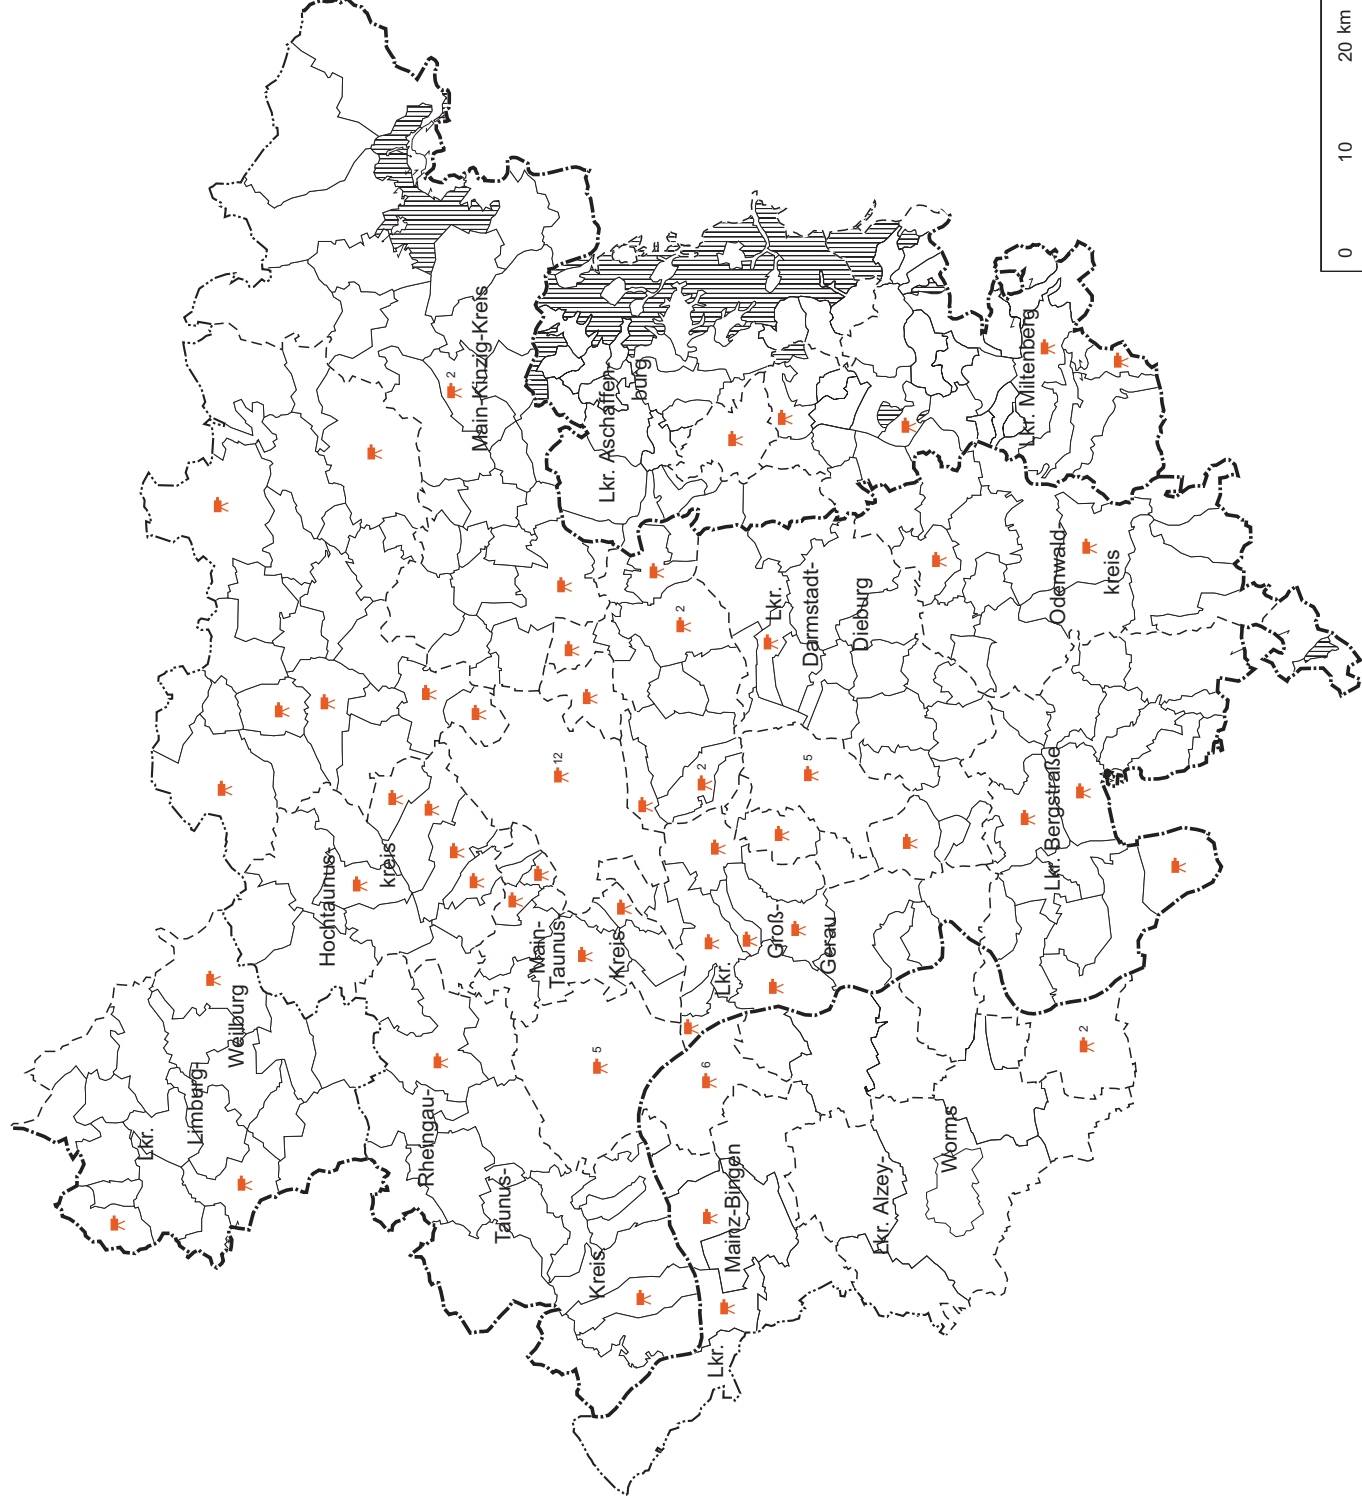 Lkr.
Limburg-
Weilburg
Hochtaunus-
kreis
Main-Kinzig-Kreis
2
Rheingau-
Taunus-
Kreis
Main-
Taunus
Kreis
12
5
Lkr. Aschaffen-
burg
2
2
6
Lkr.
Mainz-Bingen
Lkr.
Groß-
Gerau
5
Lkr.
Darmstadt-
Dieburg
Lkr. Alzey-
Worms
Lkr. Miltenberg
Odenwald-
kreis
Lkr. Bergstraße
2
0 10 20 km